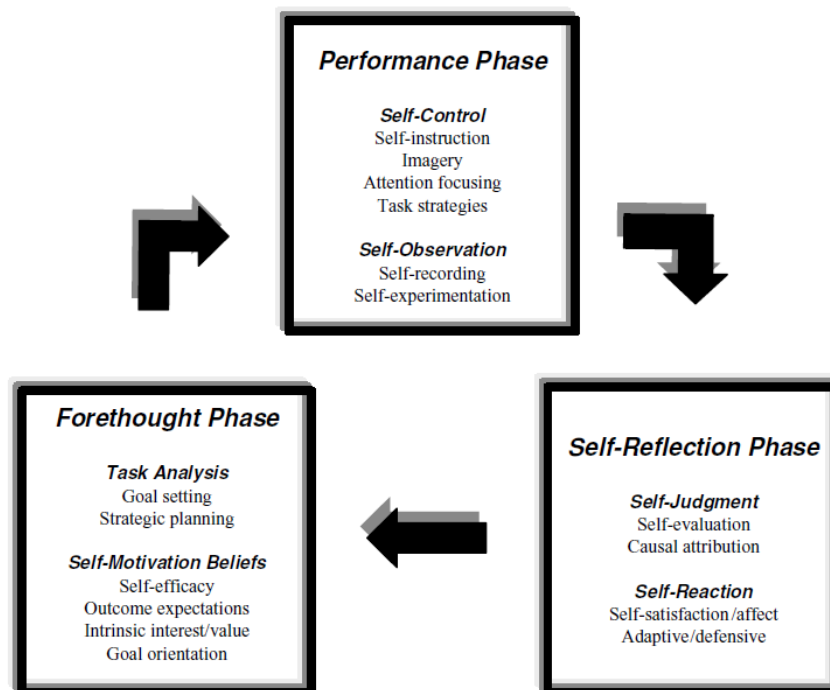 Performance Phase
Self-Control
Self-instruction
Imagery
Attention focusing
Task strategies
Self-Observation
Self-recording
Self-experimentation
Forethought Phase
Task Analysis
Goal setting
Strategic planning
Self-Motivation Beliefs
Self-efficacy
Outcome expectations
Intrinsic interest/value
Goal orientation
Self-Reflection Phase
Self-Judgment
Self-evaluation
Causal attribution
Self-Reaction
Self-satisfaction/affect
Adaptive/defensive